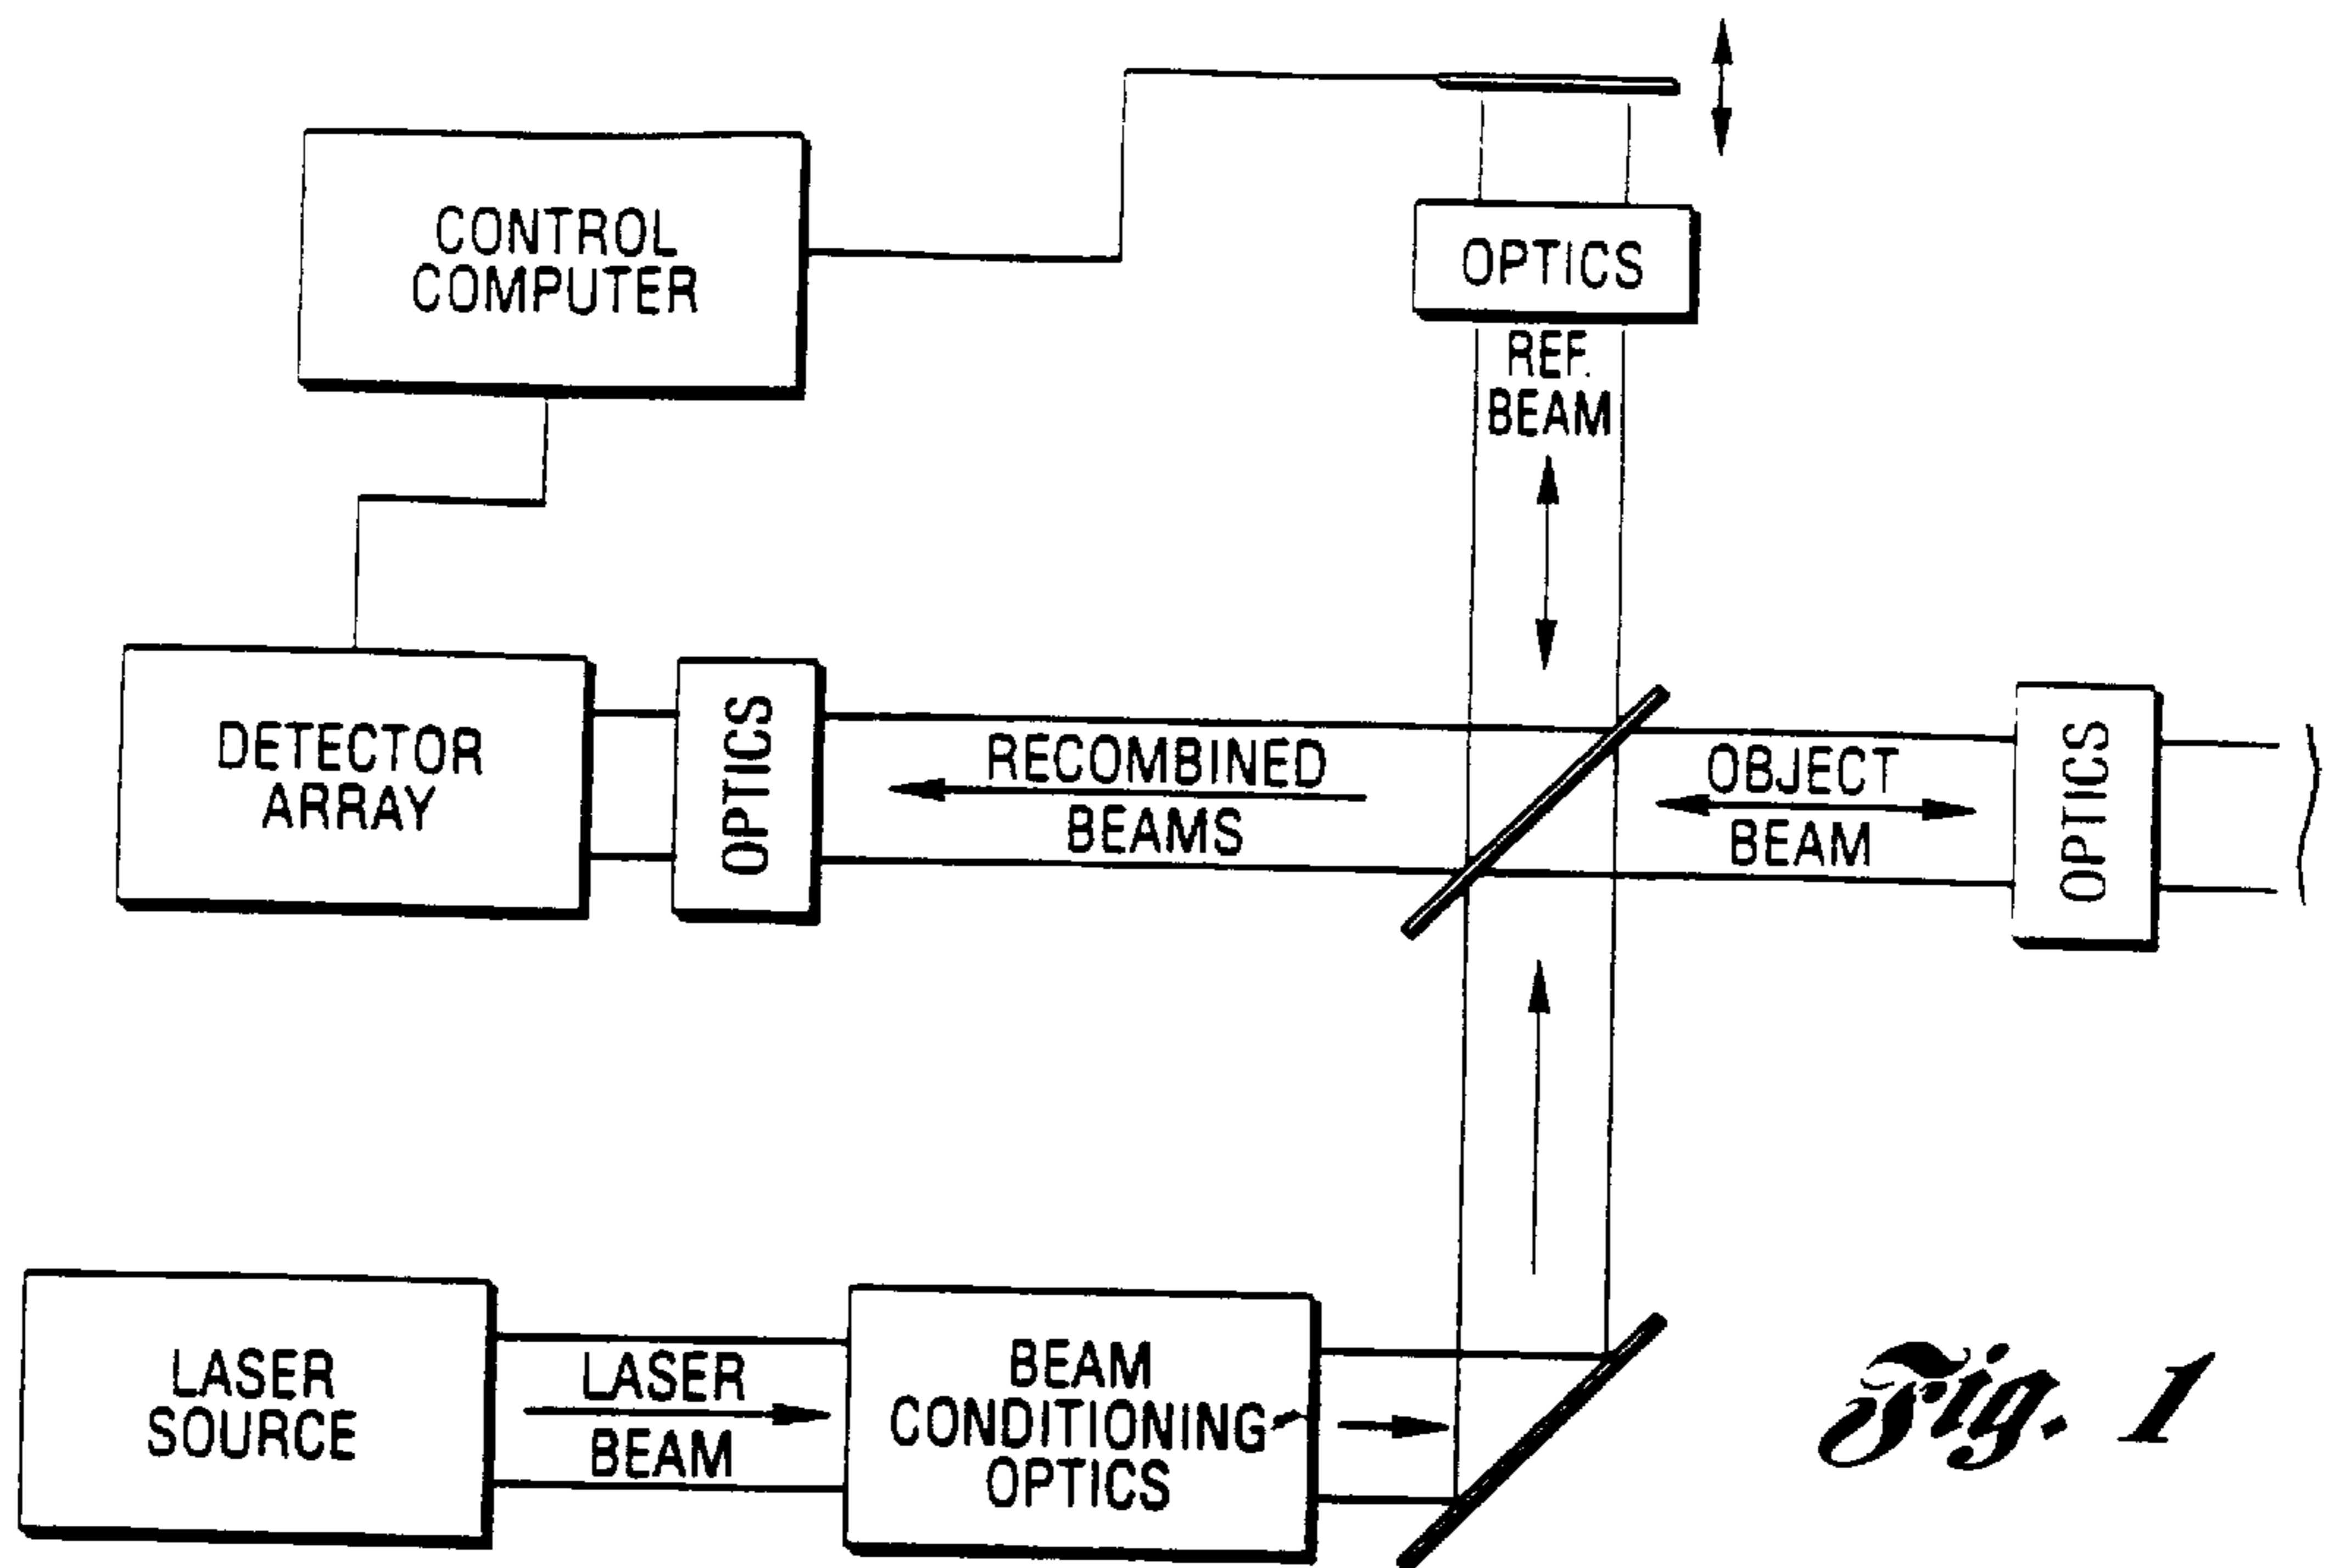 CONTROL
COMPUTER
OPTICS
REF.
BEAM
DETECTOR
ARRAY
OPTICS
RECOMBINED
BEAMS
OBJECT
BEAM
OPTICS
LASER
SOURCE
LASER
BEAM
BEAM
CONDITIONING
OPTICS
Fig. 1